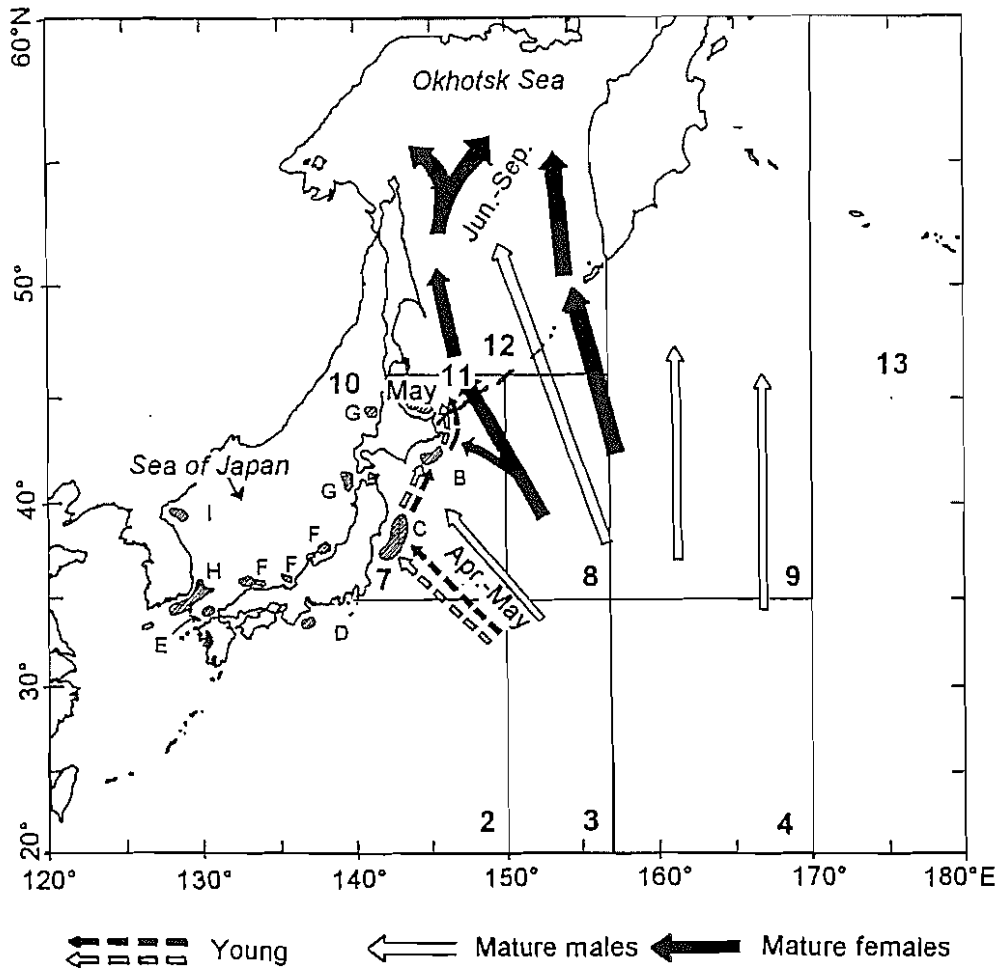 60°N
50°
40°
30°
20°
Okhotsk Sea
Jun.-Sep.
12
13
10
May
11
G
Sea of Japan
B
G
I
C
F
F
F
Apr.-May
H
7
8
9
E
D
2
3
4
120°
130°
140°
150°
160°
170°
180°E
Young
Mature males
Mature females